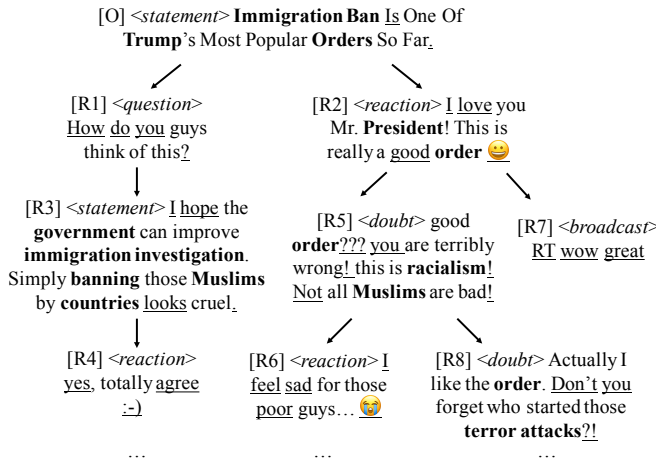 [O] <statement> Immigration Ban Is One Of
Trump's Most Popular Orders So Far.
[R1] <question>
How do you guys
think of this?
[R2] <reaction> I love you
Mr. President! This is
really a good order 😀
[R3] <statement> I hope the
government can improve
immigration investigation.
Simply banning those Muslims
by countries looks cruel.
[R5] <doubt> good
order??? you are terribly
wrong! this is racialism!
Not all Muslims are bad!
[R7] <broadcast>
RT wow great
[R4] <reaction>
yes, totally agree
:-)
[R6] <reaction> I
feel sad for those
poor guys… 😭
[R8] <doubt> Actually I
like the order. Don't you
forget who started those
terror attacks?!
… … …